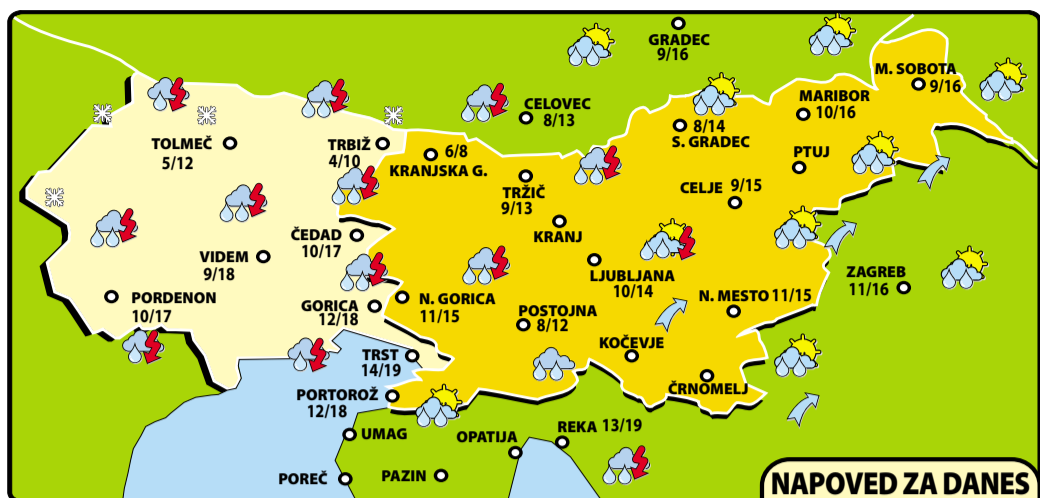 GRADEC
9/16
M. SOBOTA
9/16
CELOVEC
8/13
MARIBOR
10/16
TOLMEČ
5/12
TRBIŽ
4/10
6/8
KRANJSKA G.
8/14
S. GRADEC
PTUJ
TRŽIČ
9/13
CELJE 9/15
KRANJ
ČEDAD
10/17
VIDEM
9/18
LJUBLJANA
10/14
ZAGREB
11/16
PORDENON
10/17
GORICA
12/18
N. GORICA
11/15
POSTOJNA
8/12
N. MESTO 11/15
KOČEVJE
TRST
14/19
ČRNOMELJ
PORTOROŽ
12/18
UMAG
OPATIJA
REKA 13/19
POREČ
PAZIN
NAPOVED ZA DANES